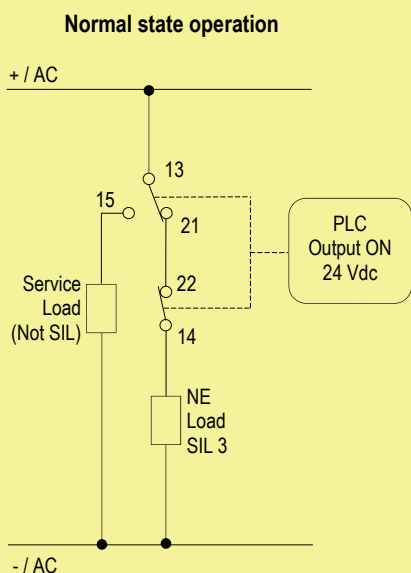 Normal state operation
+ / AC
13
15
21
PLC
Output ON
24 Vdc
22
Service
Load
(Not SIL)
14
NE
Load
SIL 3
- / AC